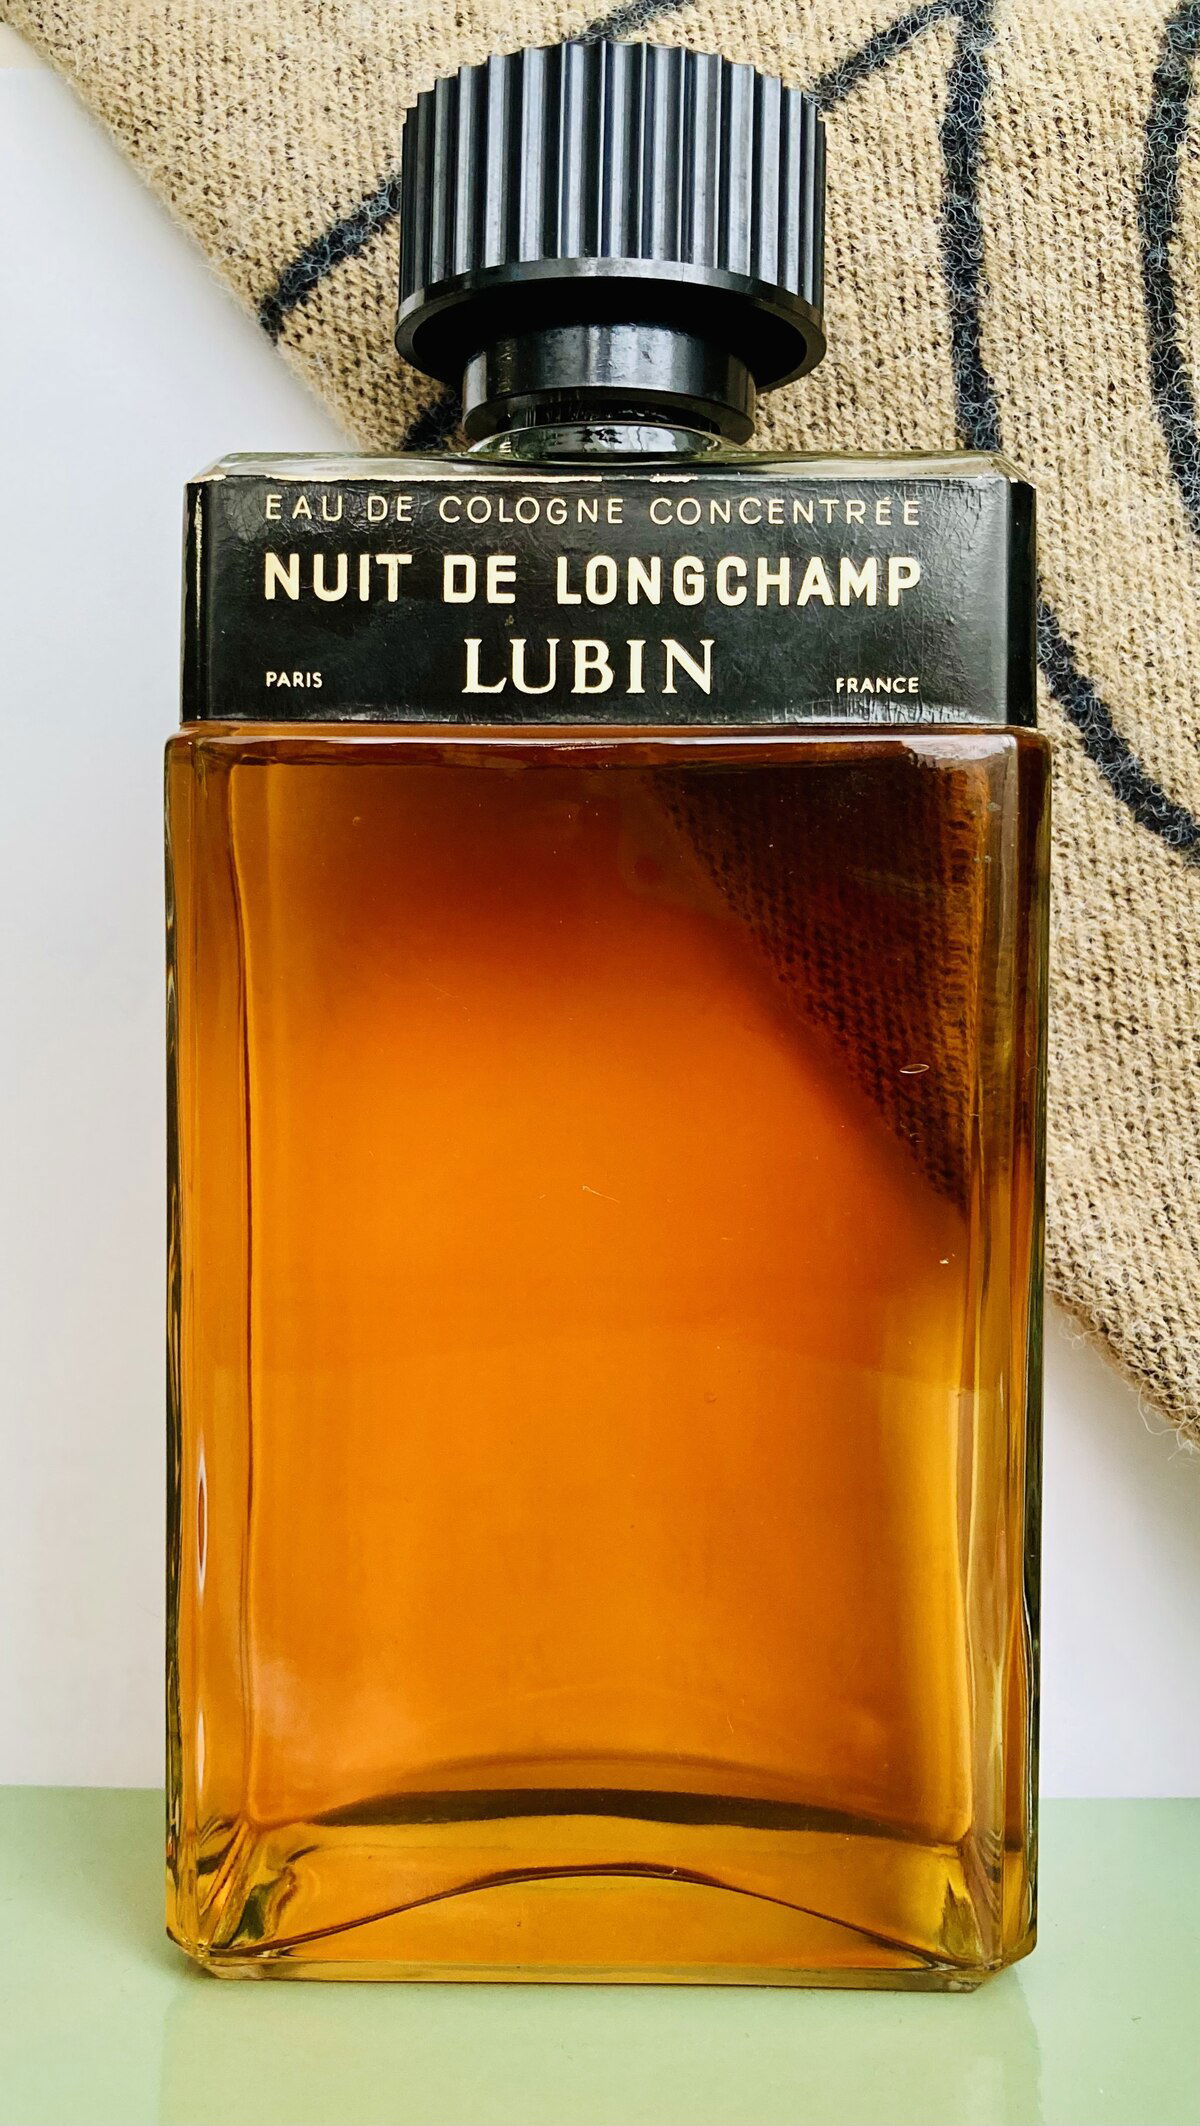 EAU DE COLOGNE CONCENTRÉE
NUIT DE LONGCHAMP
LUBIN
PARIS FRANCE